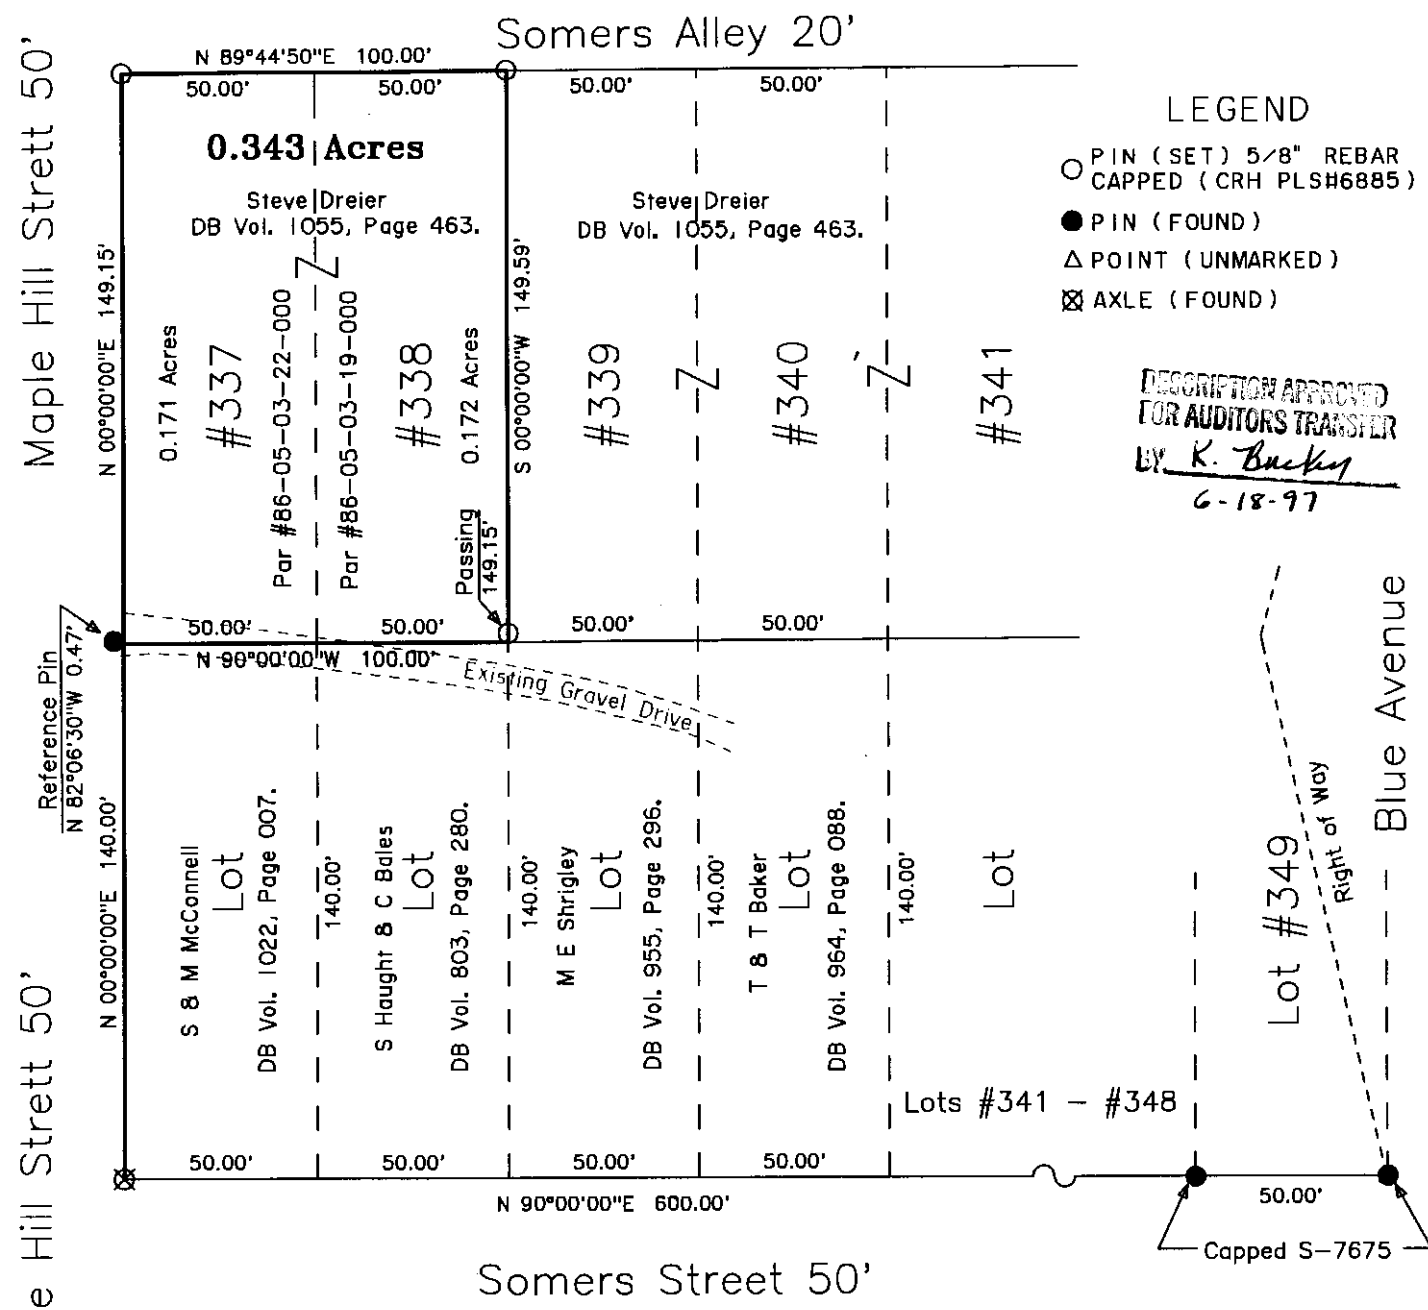 Somers Alley 20'
N 89°44'50"E 100.00'
50.00'
50.00'
50.00'
50.00'
Maple Hill Strett 50'
0.343 Acres
Steve Dreier
DB Vol. 1055, Page 463.
Steve Dreier
DB Vol. 1055, Page 463.
LEGEND
PIN (SET) 5/8" REBAR
CAPPED (CRH PLS#6885)
PIN (FOUND)
POINT (UNMARKED)
AXLE (FOUND)
N 00°00'00"E 149.15'
0.171 Acres
#337
Par #86-05-03-22-000
Par #86-05-03-19-000
#338
0.172 Acres
S 00°00'00"W 149.59'
#339
#340
#341
DESCRIPTION APPROVED
FOR AUDITORS TRANSFER
BY K.
6-18-97
Passing
149.15'
50.00'
50.00'
50.00'
50.00'
N 90°00'00"W 100.00'
Existing Gravel Drive
Reference Pin
N 82°06'30"W 0.47'
N 00°00'00"E 140.00'
S & M McConnell
Lot
DB Vol. 1022, Page 007.
140.00'
S Haught & C Bales
Lot
DB Vol. 803, Page 280.
140.00'
M E Shrigley
Lot
DB Vol. 955, Page 296.
140.00'
T & T Baker
Lot
DB Vol. 964, Page 088.
140.00'
Lot
Lot #349
Right of Way
Blue Avenue
Lots #341 - #348
50.00'
50.00'
50.00'
50.00'
50.00'
N 90°00'00"E 600.00'
Capped S-7675
e Hill Strett 50'
Somers Street 50'